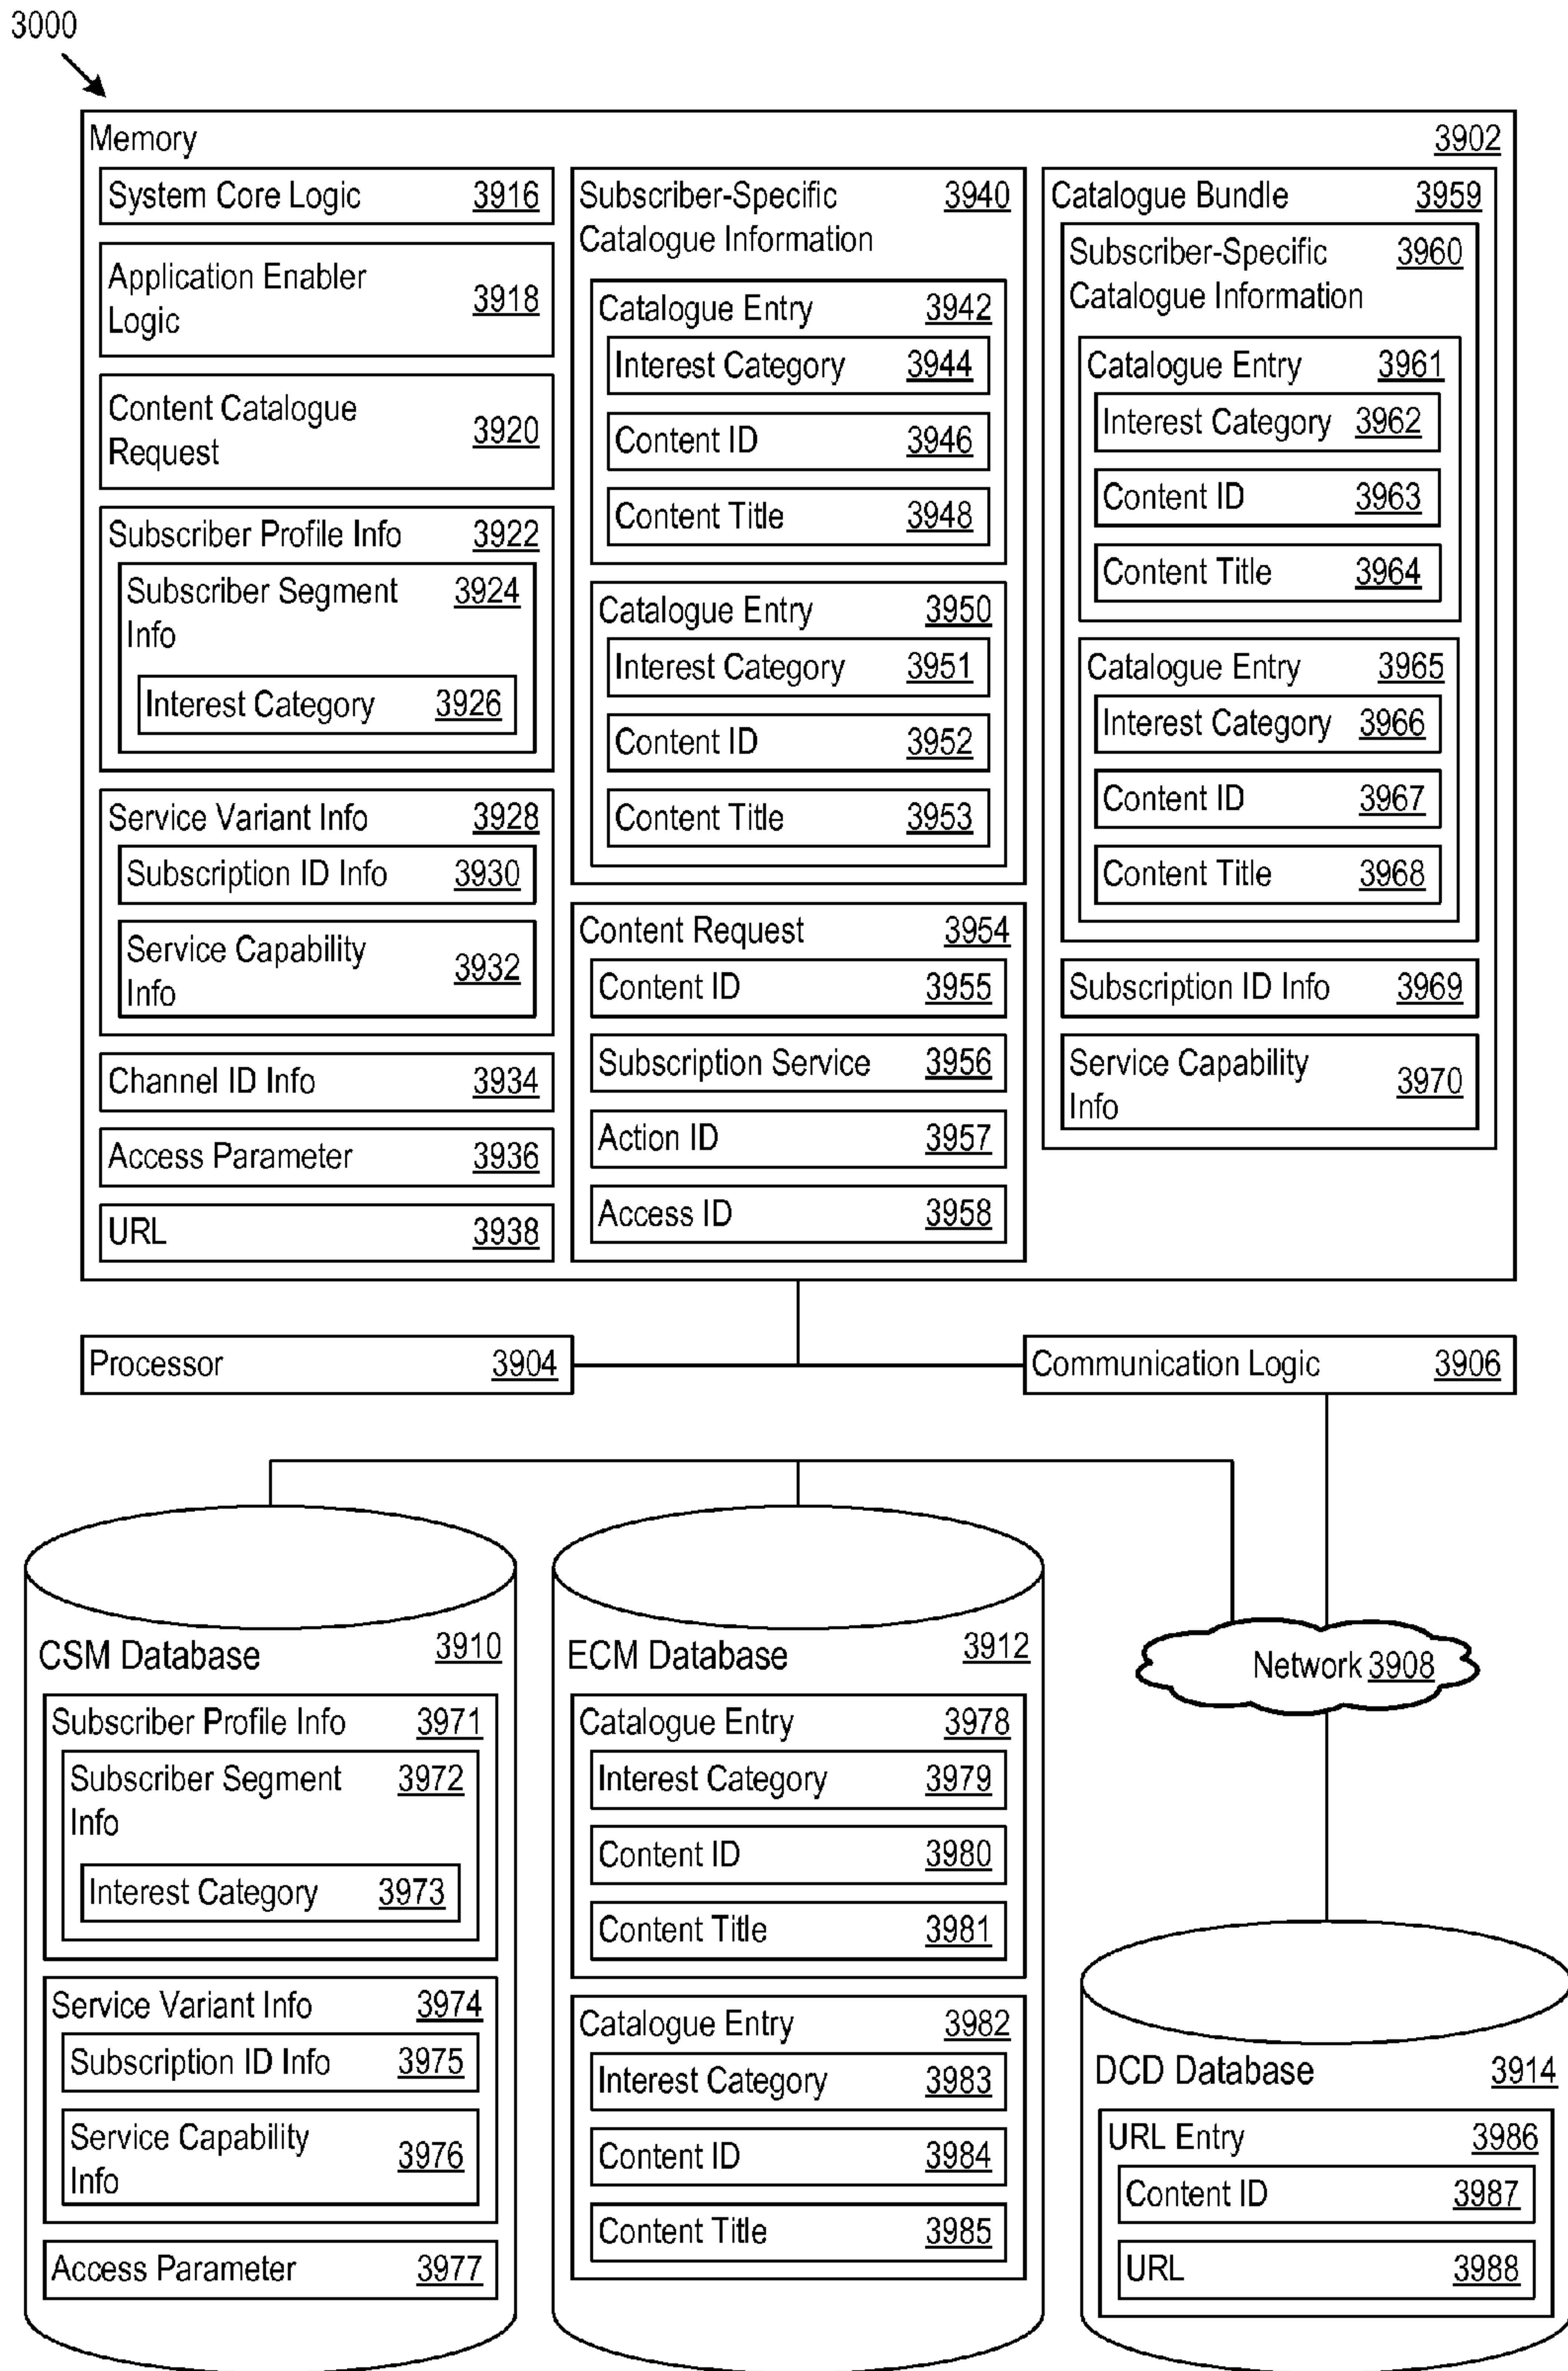 3000
Memory 3902
System Core Logic 3916
Application Enabler
Logic 3918
Content Catalogue
Request 3920
Subscriber Profile Info 3922
Subscriber Segment 3924
Info
Interest Category 3926
Service Variant Info 3928
Subscription ID Info 3930
Service Capability
Info 3932
Channel ID Info 3934
Access Parameter 3936
URL 3938
Subscriber-Specific 3940
Catalogue Information
Catalogue Entry 3942
Interest Category 3944
Content ID 3946
Content Title 3948
Catalogue Entry 3950
Interest Category 3951
Content ID 3952
Content Title 3953
Content Request 3954
Content ID 3955
Subscription Service 3956
Action ID 3957
Access ID 3958
Catalogue Bundle 3959
Subscriber-Specific 3960
Catalogue Information
Catalogue Entry 3961
Interest Category 3962
Content ID 3963
Content Title 3964
Catalogue Entry 3965
Interest Category 3966
Content ID 3967
Content Title 3968
Subscription ID Info 3969
Service Capability
Info 3970
Processor 3904
Communication Logic 3906
CSM Database 3910
Subscriber Profile Info 3971
Subscriber Segment 3972
Info
Interest Category 3973
Service Variant Info 3974
Subscription ID Info 3975
Service Capability
Info 3976
Access Parameter 3977
ECM Database 3912
Catalogue Entry 3978
Interest Category 3979
Content ID 3980
Content Title 3981
Catalogue Entry 3982
Interest Category 3983
Content ID 3984
Content Title 3985
Network 3908
DCD Database 3914
URL Entry 3986
Content ID 3987
URL 3988